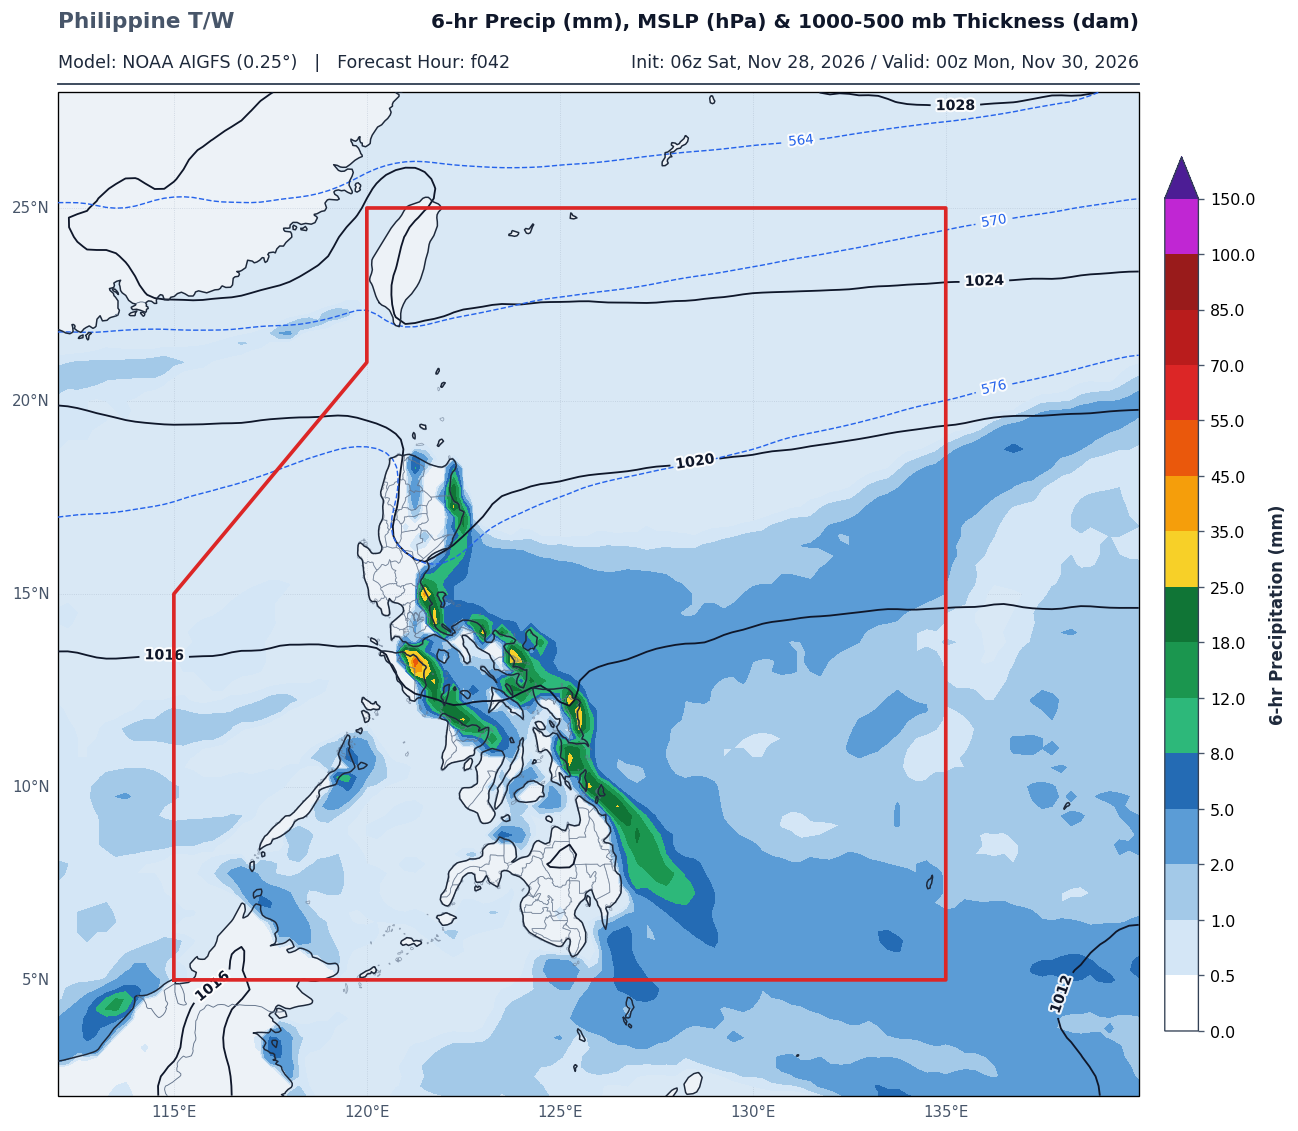 Philippine T/W
6-hr Precip (mm), MSLP (hPa) & 1000-500 mb Thickness (dam)
Model: NOAA AIGFS (0.25°) | Forecast Hour: f042
Init: 06z Sat, Nov 28, 2026 / Valid: 00z Mon, Nov 30, 2026
1028
564
570
1024
576
1020
1016
1016
1012
25°N
20°N
15°N
10°N
5°N
115°E
120°E
125°E
130°E
135°E
150.0
100.0
85.0
70.0
55.0
45.0
35.0
25.0
18.0
12.0
8.0
5.0
2.0
1.0
0.5
0.0
6-hr Precipitation (mm)